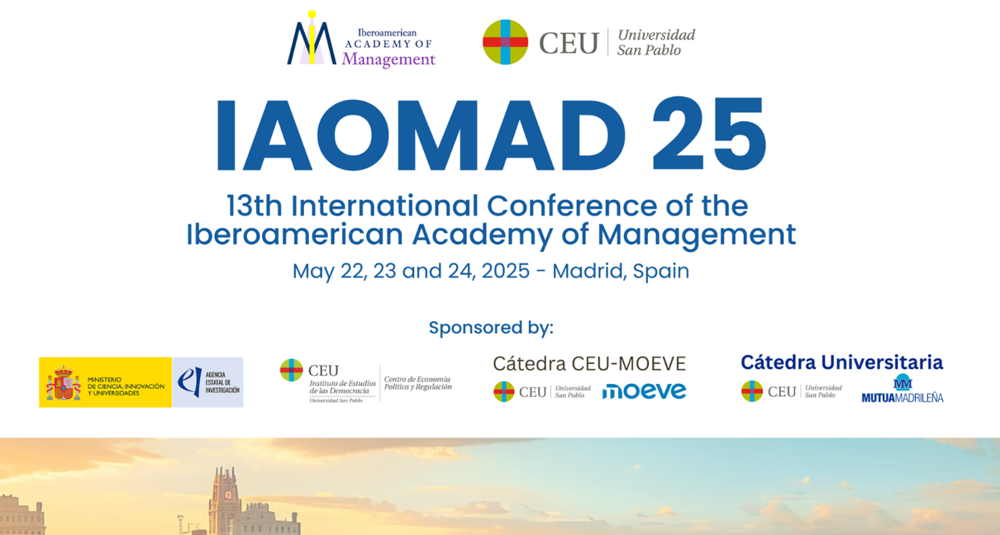 Iberoamerican
ACADEMY OF
Management
CEU
Universidad
San Pablo
IAOMAD 25
13th International Conference of the
Iberoamerican Academy of Management
May 22, 23 and 24, 2025 - Madrid, Spain
Sponsored by:
MINISTERIO
DE CIENCIA, INNOVACIÓN
Y UNIVERSIDADES
AGENCIA
ESTATAL DE
INVESTIGACIÓN
CEU
Instituto de Estudios
de las Democracia
Universidad San Pablo
Centro de Economía
Política y Regulación
Cátedra CEU-MOEVE
CEU
Universidad
San Pablo
moeve
Cátedra Universitaria
CEU
Universidad
San Pablo
MM
MUTUAMADRILEÑA